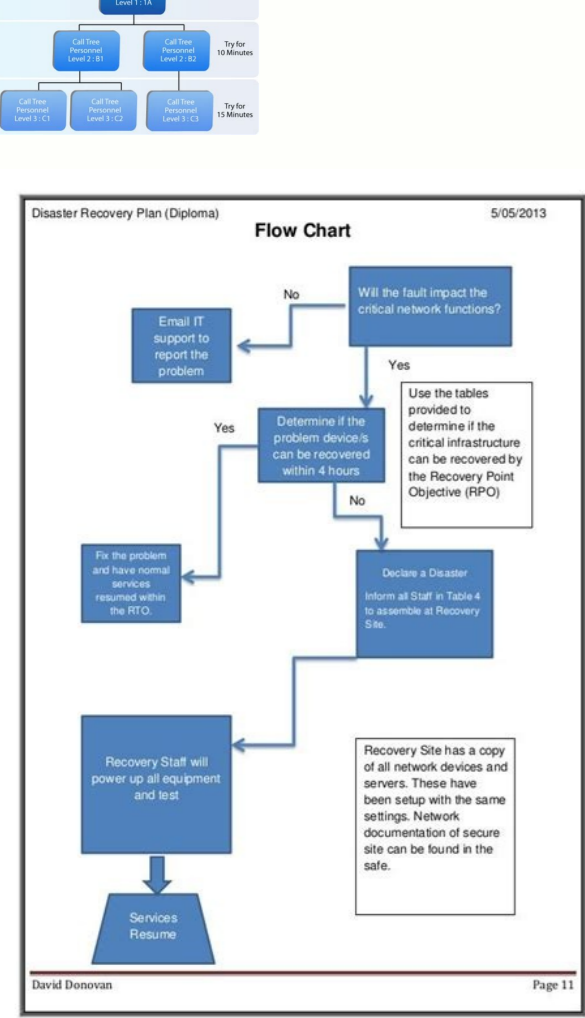 Level 1 : 1A
Call Tree
Personnel
Level 2 : B1
Call Tree
Personnel
Level 2 : B2
Try for
10 Minutes
Call Tree
Personnel
Level 3 : C1
Call Tree
Personnel
Level 3 : C2
Call Tree
Personnel
Level 3 : C3
Try for
15 Minutes
Disaster Recovery Plan (Diploma)
5/05/2013
Flow Chart
Will the fault impact the
critical network functions?
No
Email IT
support to
report the
problem
Yes
Use the tables
provided to
determine if the
critical infrastructure
can be recovered by
the Recovery Point
Objective (RPO)
Determine if the
problem device/s
can be recovered
within 4 hours
Yes
No
Fix the problem
and have normal
services
resumed within
the RTO.
Declare a Disaster
Inform all Staff in Table 4
to assemble at Recovery
Site.
Recovery Staff will
power up all equipment
and test
Recovery Site has a copy
of all network devices and
servers. These have
been setup with the same
settings. Network
documentation of secure
site can be found in the
safe.
Services
Resume
David Donovan
Page 11